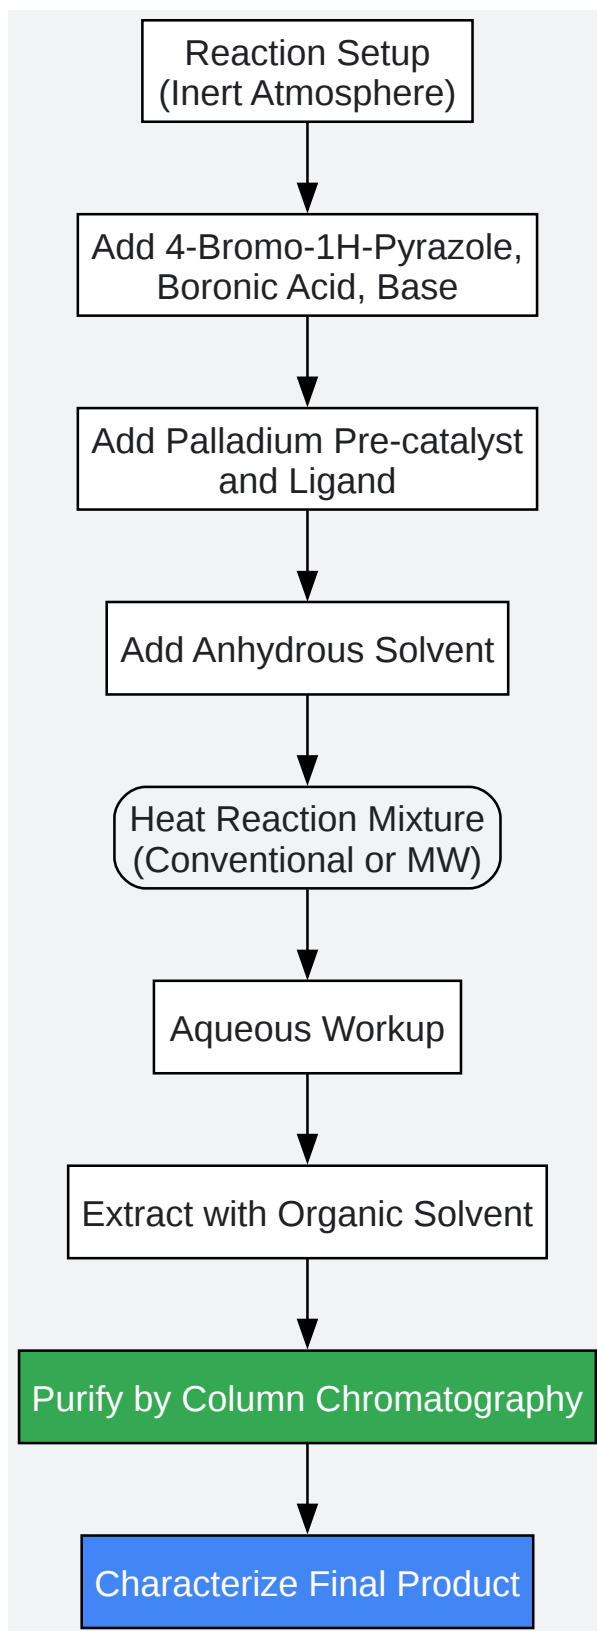 Reaction Setup
(Inert Atmosphere)
Add 4-Bromo-1H-Pyrazole,
Boronic Acid, Base
Add Palladium Pre-catalyst
and Ligand
Add Anhydrous Solvent
Heat Reaction Mixture
(Conventional or MW)
Aqueous Workup
Extract with Organic Solvent
Purify by Column Chromatography
Characterize Final Product